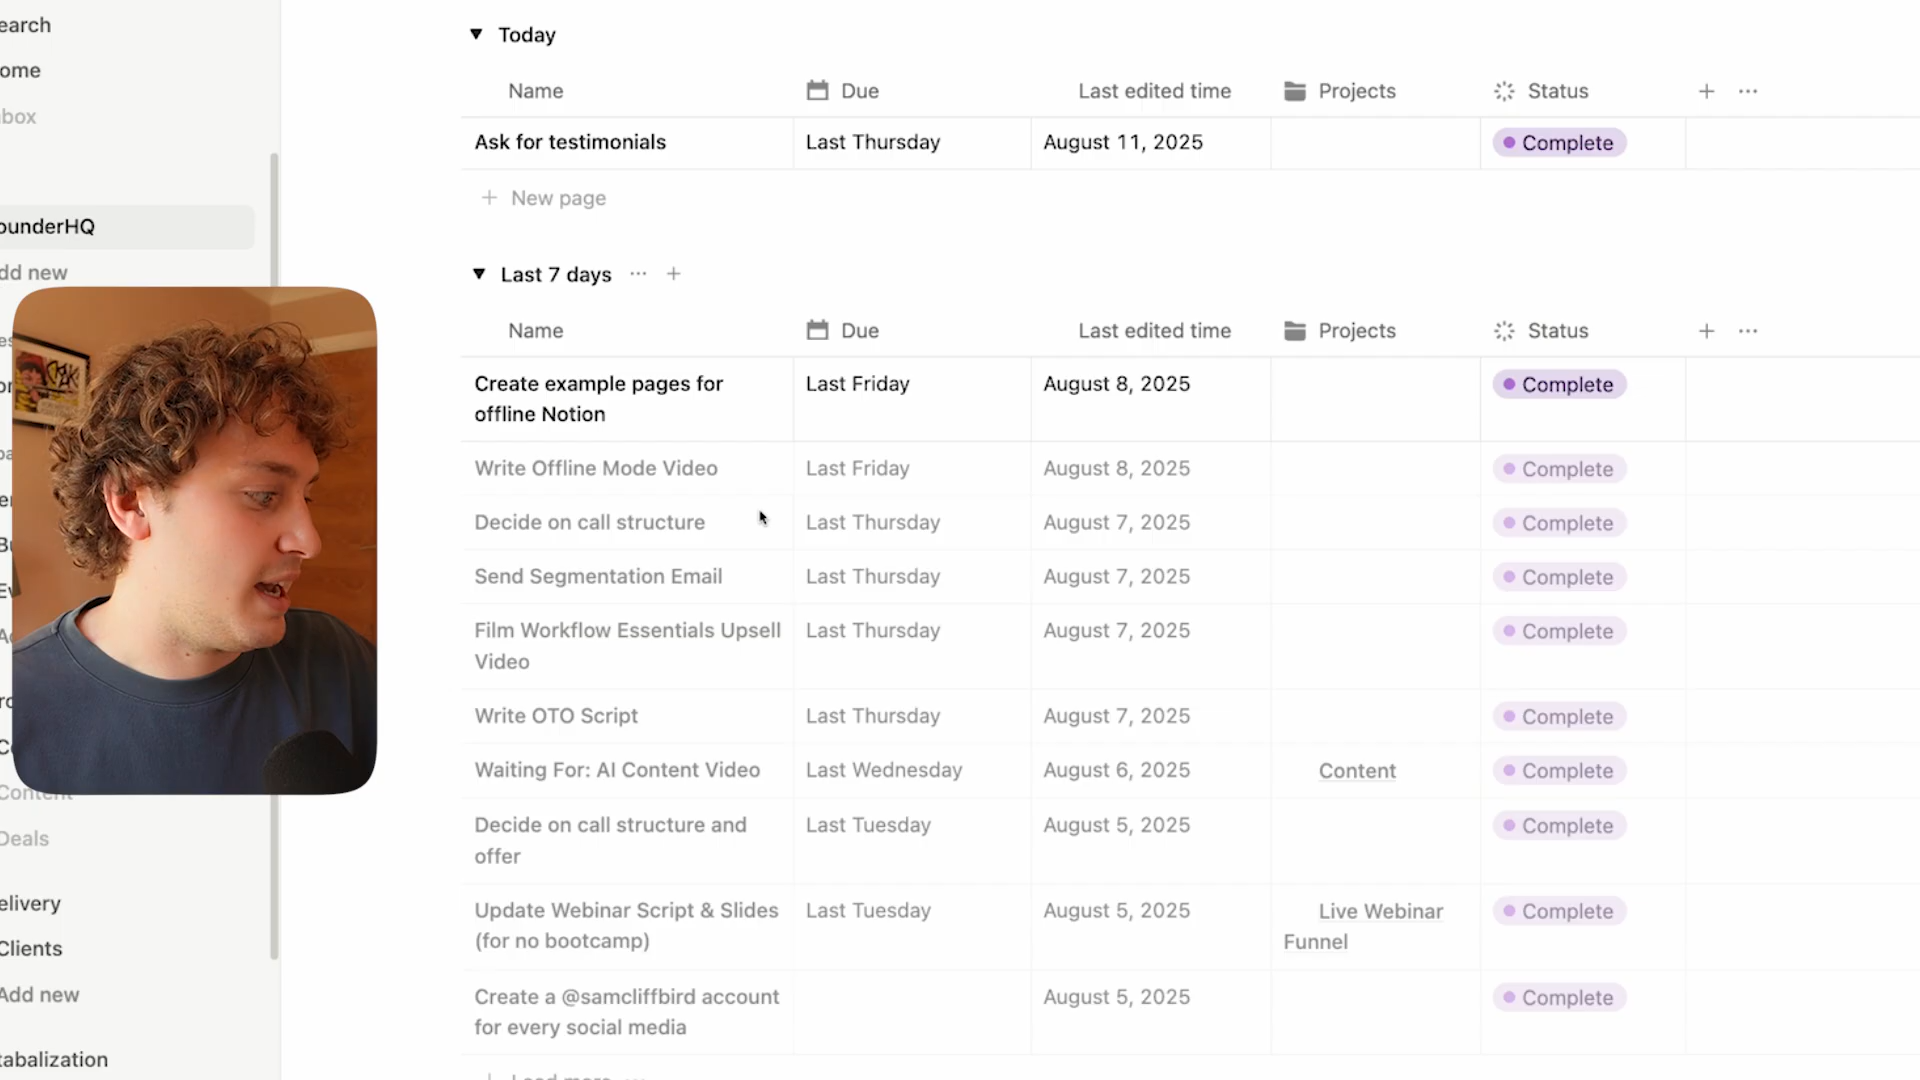 earch
ome
box
ounderHQ
dd new
Content
Deals
elivery
Clients
Add new
tabalization
Today
Name Due Last edited time Projects Status
Ask for testimonials Last Thursday August 11, 2025 Complete
New page
Last 7 days
Name Due Last edited time Projects Status
Create example pages for Last Friday August 8, 2025 Complete
offline Notion
Write Offline Mode Video Last Friday August 8, 2025 Complete
Decide on call structure Last Thursday August 7, 2025 Complete
Send Segmentation Email Last Thursday August 7, 2025 Complete
Film Workflow Essentials Upsell Last Thursday August 7, 2025 Complete
Video
Write OTO Script Last Thursday August 7, 2025 Complete
Waiting For: AI Content Video Last Wednesday August 6, 2025 Content Complete
Decide on call structure and Last Tuesday August 5, 2025 Complete
offer
Update Webinar Script & Slides Last Tuesday August 5, 2025 Live Webinar Complete
(for no bootcamp) Funnel
Create a @samcliffbird account August 5, 2025 Complete
for every social media
Load more